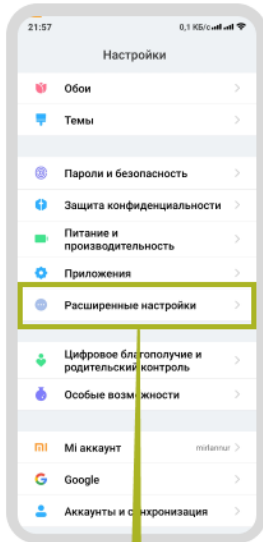 21:57 0,1 КБ/с
Настройки
Обои
Темы
Пароли и безопасность
Защита конфиденциальности
Питание и
производительность
Приложения
Расширенные настройки
Цифровое благополучие и
родительский контроль
Особые возможности
Mi аккаунт mirlannur
Google
Аккаунты и синхронизация